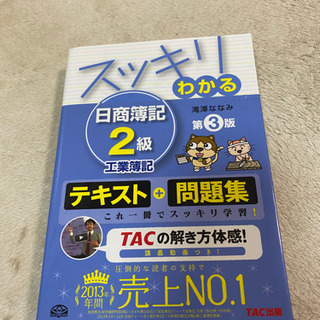 スッキリ
わかる
滝澤ななみ
日商簿記
2級
工業簿記
第3版
テキスト+問題集
これ一冊でスッキリ学習!
TACの解き方体感!
講義動画つき!
圧倒的な読者の支持で
2013年
年間
売上NO.1
TAC出版